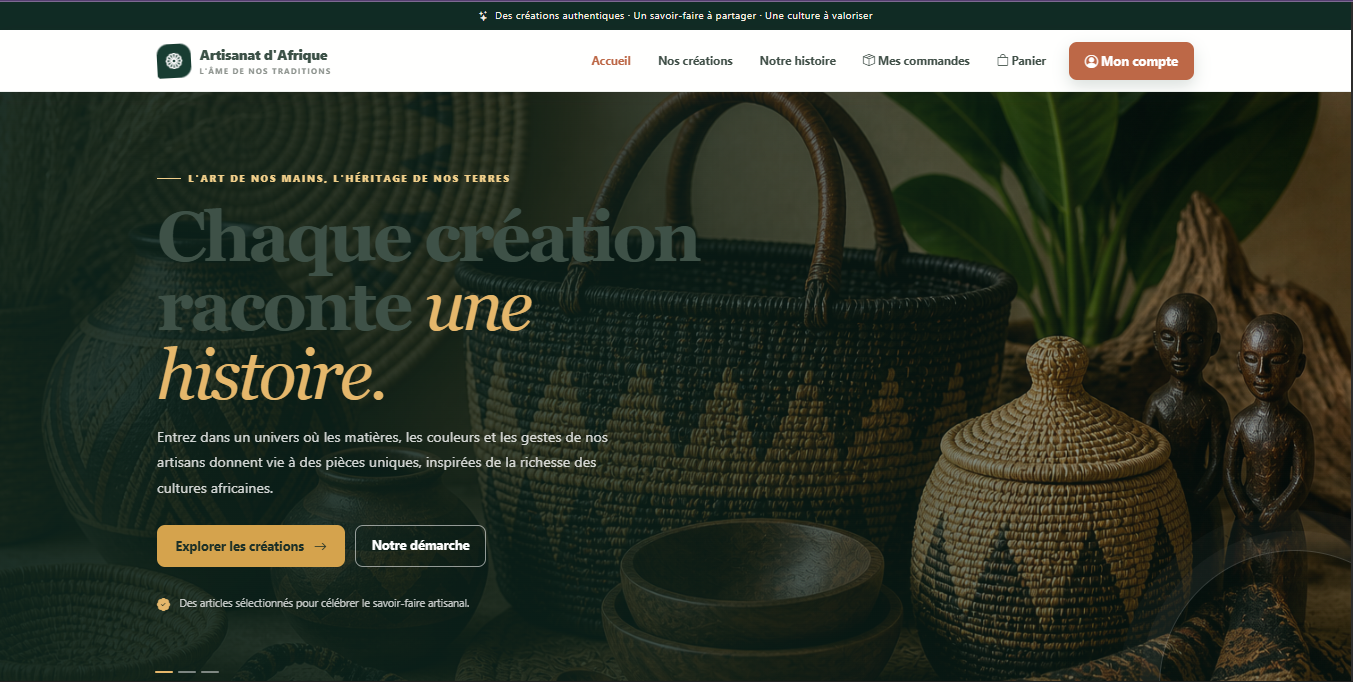 Des créations authentiques · Un savoir-faire à partager · Une culture à valoriser
Artisanat d'Afrique
L'ÂME DE NOS TRADITIONS
Accueil
Nos créations
Notre histoire
Mes commandes
Panier
Mon compte
L'ART DE NOS MAINS, L'HÉRITAGE DE NOS TERRES
Chaque création
raconte une
histoire.
Entrez dans un univers où les matières, les couleurs et les gestes de nos
artisans donnent vie à des pièces uniques, inspirées de la richesse des
cultures africaines.
Explorer les créations →
Notre démarche
Des articles sélectionnés pour célébrer le savoir-faire artisanal.